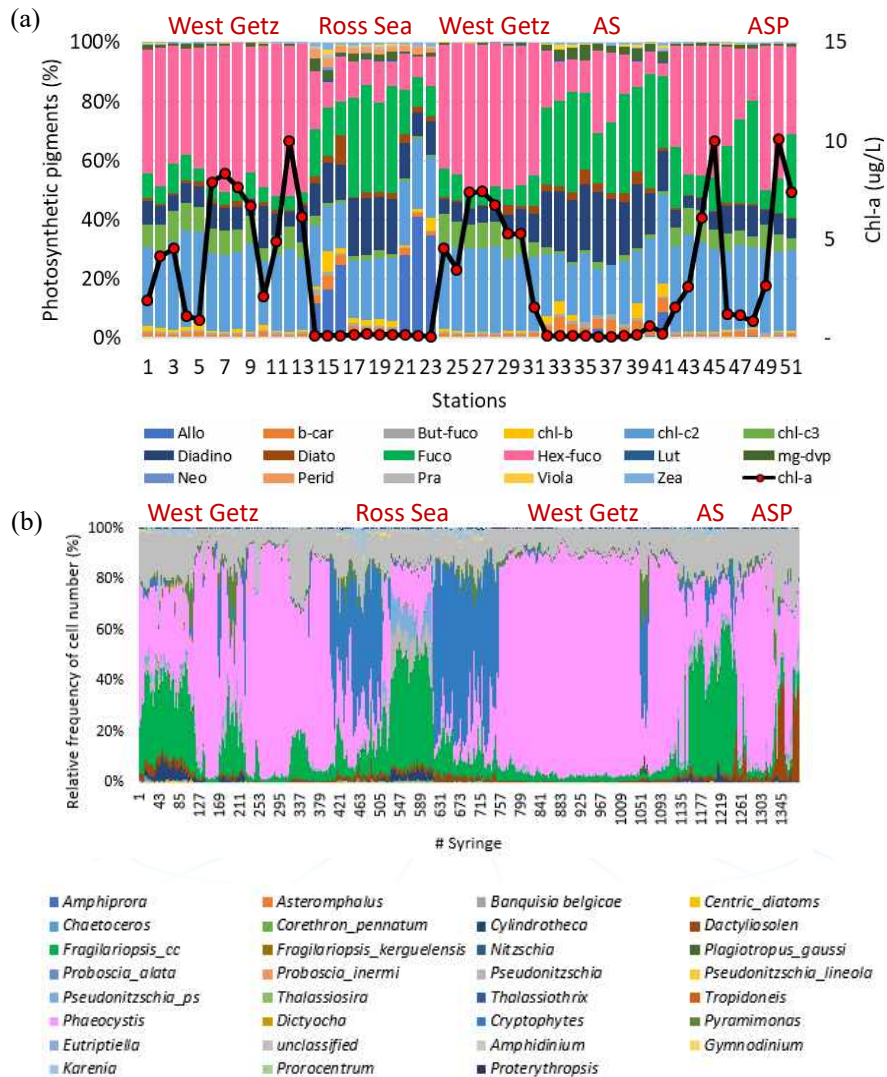 (a)
West Getz Ross Sea West Getz AS ASP
100%
80%
60%
40%
20%
0%
Photosynthetic pigments (%)
15
10
5
-
Chl-a (ug/L)
1 3 5 7 9 11 13 15 17 19 21 23 25 27 29 31 33 35 37 39 41 43 45 47 49 51
Stations
Allo b-car But-fuco chl-b chl-c2 chl-c3
Diadino Diato Fuco Hex-fuco Lut mg-dvp
Neo Perid Pra Viola Zea chl-a
(b)
West Getz Ross Sea West Getz AS ASP
100%
80%
60%
40%
20%
0%
Relative frequency of cell number (%)
1 43 85 127 169 211 253 295 337 379 421 463 505 547 589 631 673 715 757 799 841 883 925 967 1009 1051 1093 1135 1177 1219 1261 1303 1345
# Syringe
Amphiprora Asteromphalus Banquisia belgicae Centric_diatoms
Chaetoceros Corethron_pennatum Cylindrotheca Dactyliosolen
Fragilariopsis_cc Fragilariopsis_kerguelensis Nitzschia Plagiotropus_gaussi
Proboscia_alata Proboscia_inermi Pseudonitzschia Pseudonitzschia_lineola
Pseudonitzschia_ps Thalassiosira Thalassiothrix Tropidoneis
Phaeocystis Dictyocha Cryptophytes Pyramimonas
Eutriptiella unclassified Amphidinium Gymnodinium
Karenia Prorocentrum Proterythropsis